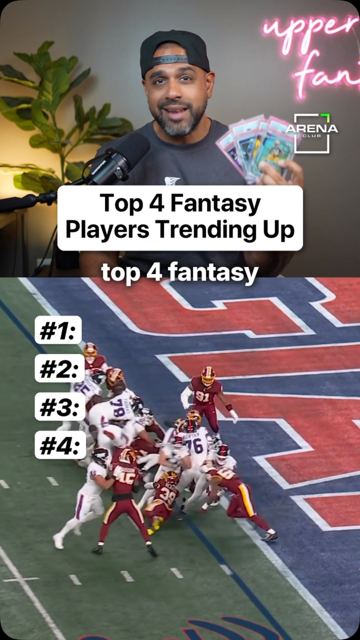 upper
fan
ARENA
CLUB
Top 4 Fantasy
Players Trending Up
top 4 fantasy
#1:
#2:
#3:
#4:
91
78
76
39